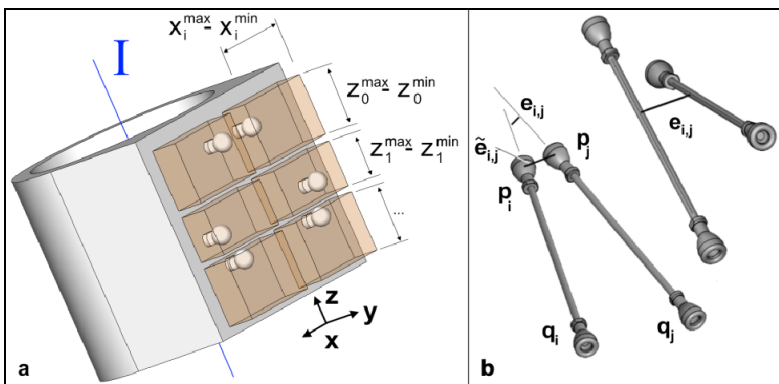 x_i^max - x_i^min
I
z_0^max - z_0^min
z_1^max - z_1^min
...
z
y
x
a
e_i,j
ẽ_i,j
p_j
p_i
q_i
q_j
e_i,j
b